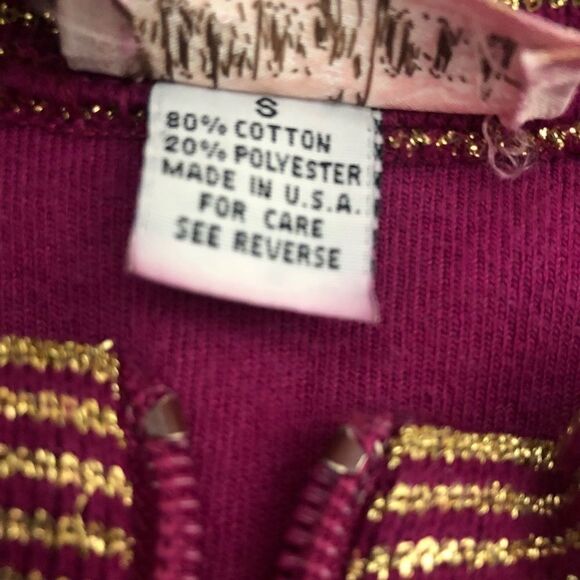 S
80% COTTON
20% POLYESTER
MADE IN U.S.A.
FOR CARE
SEE REVERSE